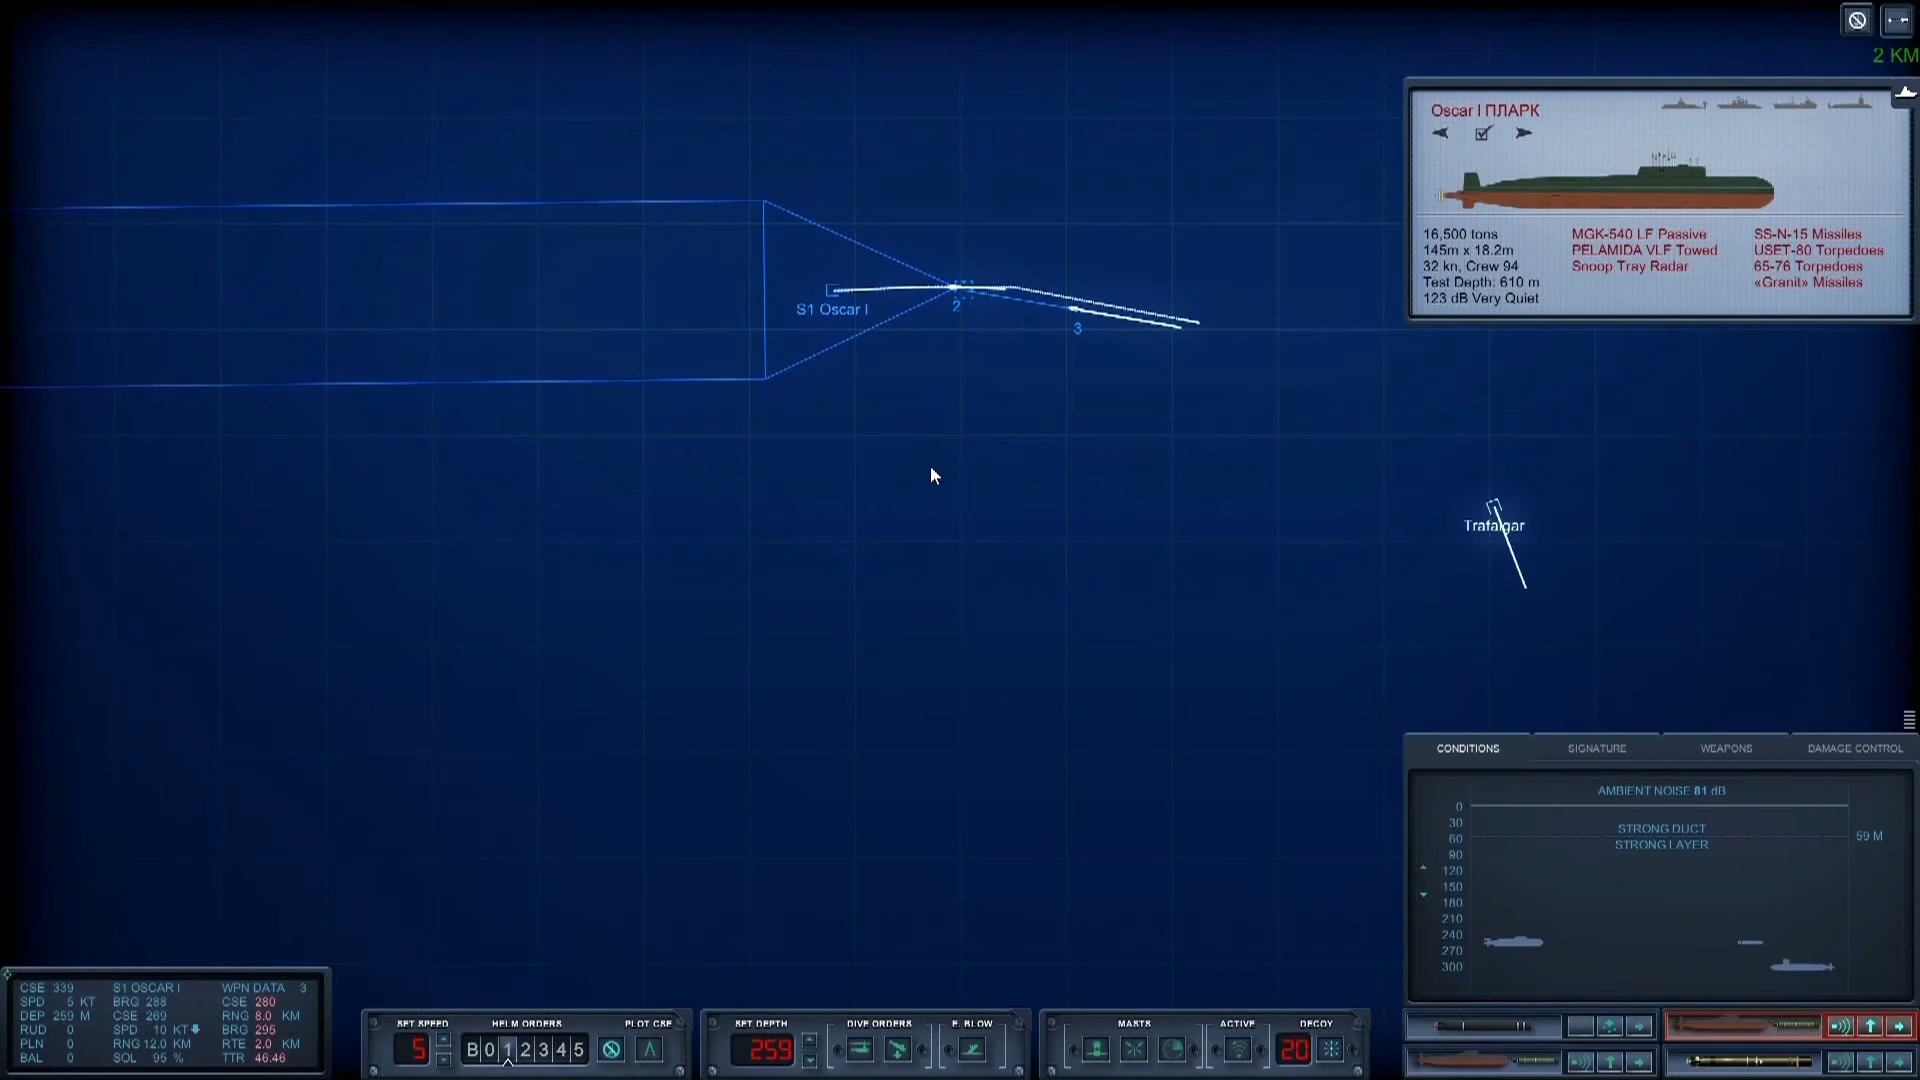 2 KM
Oscar I ПЛАРК
16,500 tons
145m x 18.2m
32 kn, Crew 94
Test Depth: 610 m
123 dB Very Quiet
MGK-540 LF Passive
PELAMIDA VLF Towed
Snoop Tray Radar
SS-N-15 Missiles
USET-80 Torpedoes
65-76 Torpedoes
«Granit» Missiles
S1 Oscar I
2
3
Trafalgar
CONDITIONS
SIGNATURE
WEAPONS
DAMAGE CONTROL
AMBIENT NOISE 81 dB
STRONG DUCT
STRONG LAYER
59 M
0
30
60
90
120
150
180
210
240
270
300
CSE 339
SPD 5 KT
DEP 259 M
RUD 0
PLN 0
BAL 0
S1 OSCAR I
BRG 288
CSE 269
SPD 10 KT
RNG 12.0 KM
SOL 95 %
WPN DATA 3
CSE 280
RNG 8.0 KM
BRG 295
RTE 2.0 KM
TTR 46.46
SET SPEED
5
HELM ORDERS
B 0 1 2 3 4 5
PLOT CSE
SET DEPTH
259
DIVE ORDERS
E. BLOW
MASTS
ACTIVE
DECOY
20